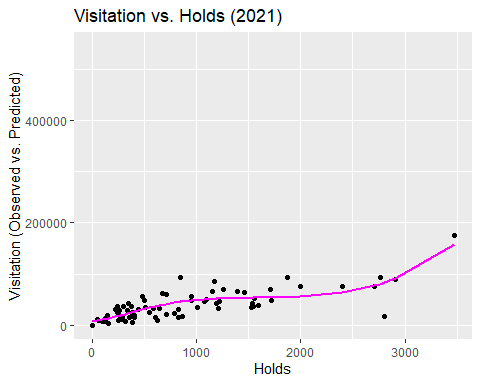 Visitation vs. Holds (2021)
Visitation (Observed vs. Predicted)
400000
200000
0
0
1000
2000
3000
Holds